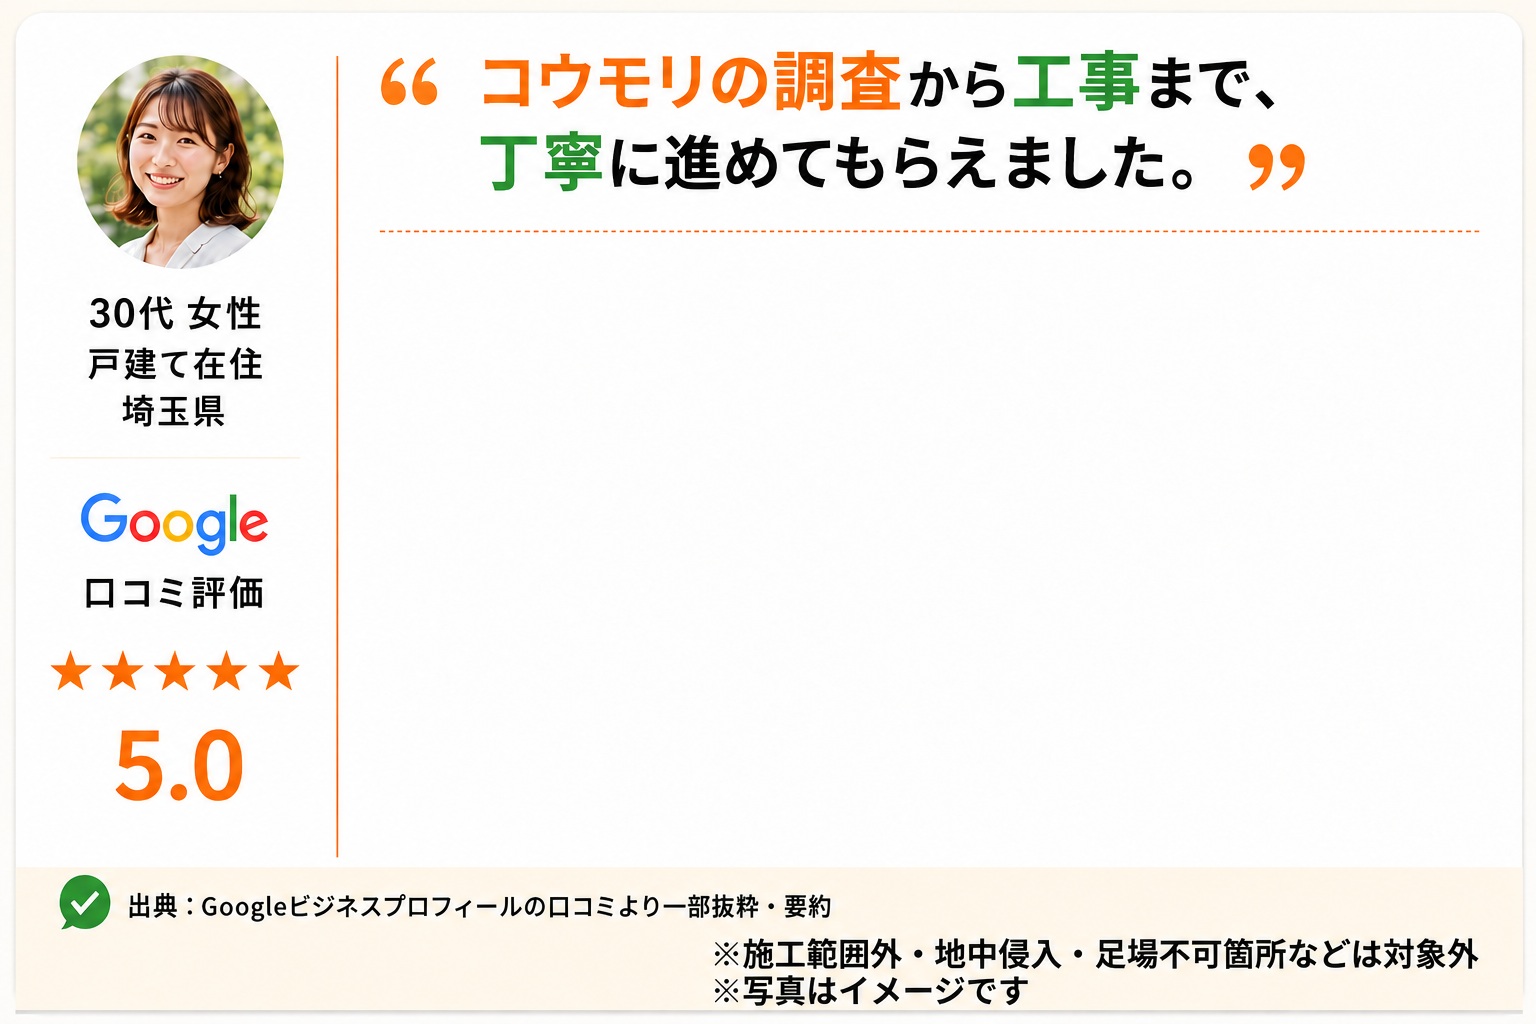 “ コウモリの調査から工事まで、
丁寧に進めてもらえました。 ”
30代 女性
戸建て在住
埼玉県
Google
口コミ評価
★★★★★
5.0
出典：Googleビジネスプロフィールの口コミより一部抜粋・要約
※施工範囲外・地中侵入・足場不可箇所などは対象外
※写真はイメージです